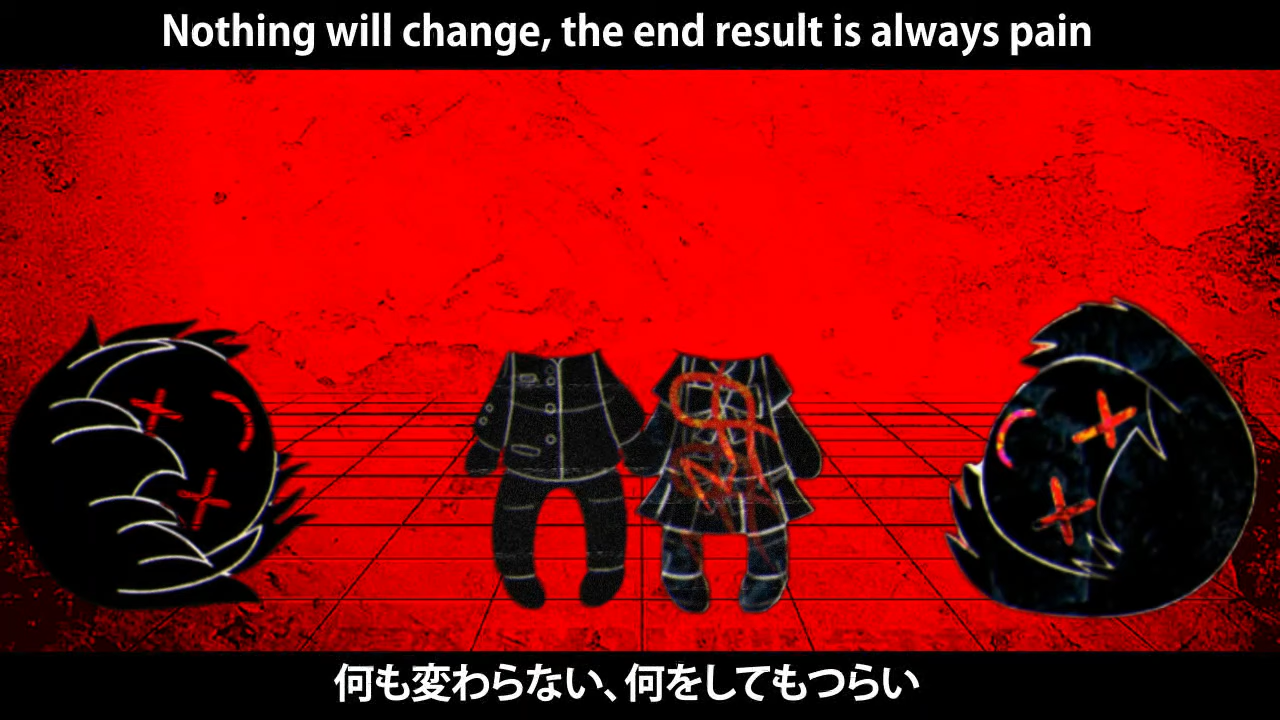 Nothing will change, the end result is always pain
何も変わらない、何をしてもつらい